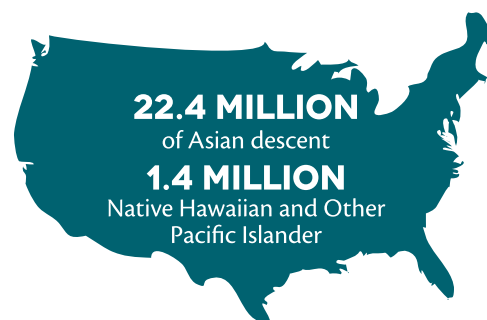 22.4 MILLION
of Asian descent
1.4 MILLION
Native Hawaiian and Other
Pacific Islander